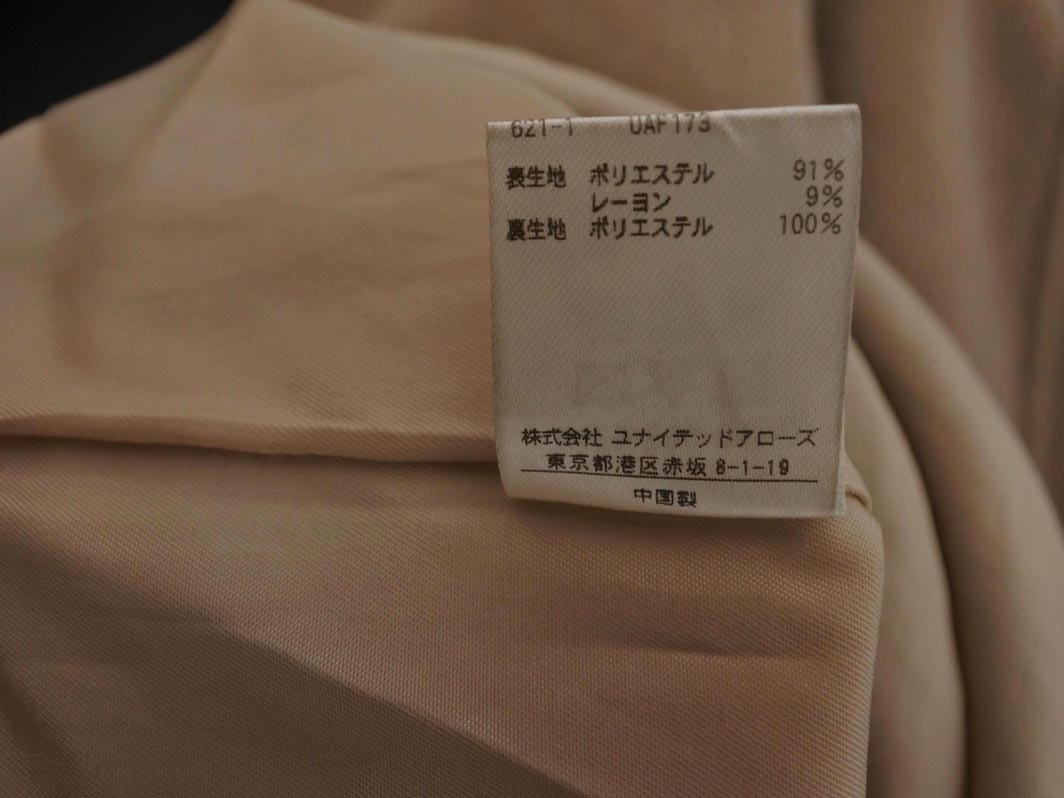 621-1 UAF173
表生地 ポリエステル 91%
レーヨン 9%
裏生地 ポリエステル 100%
株式会社 ユナイテッドアローズ
東京都港区赤坂 8-1-19
中国製